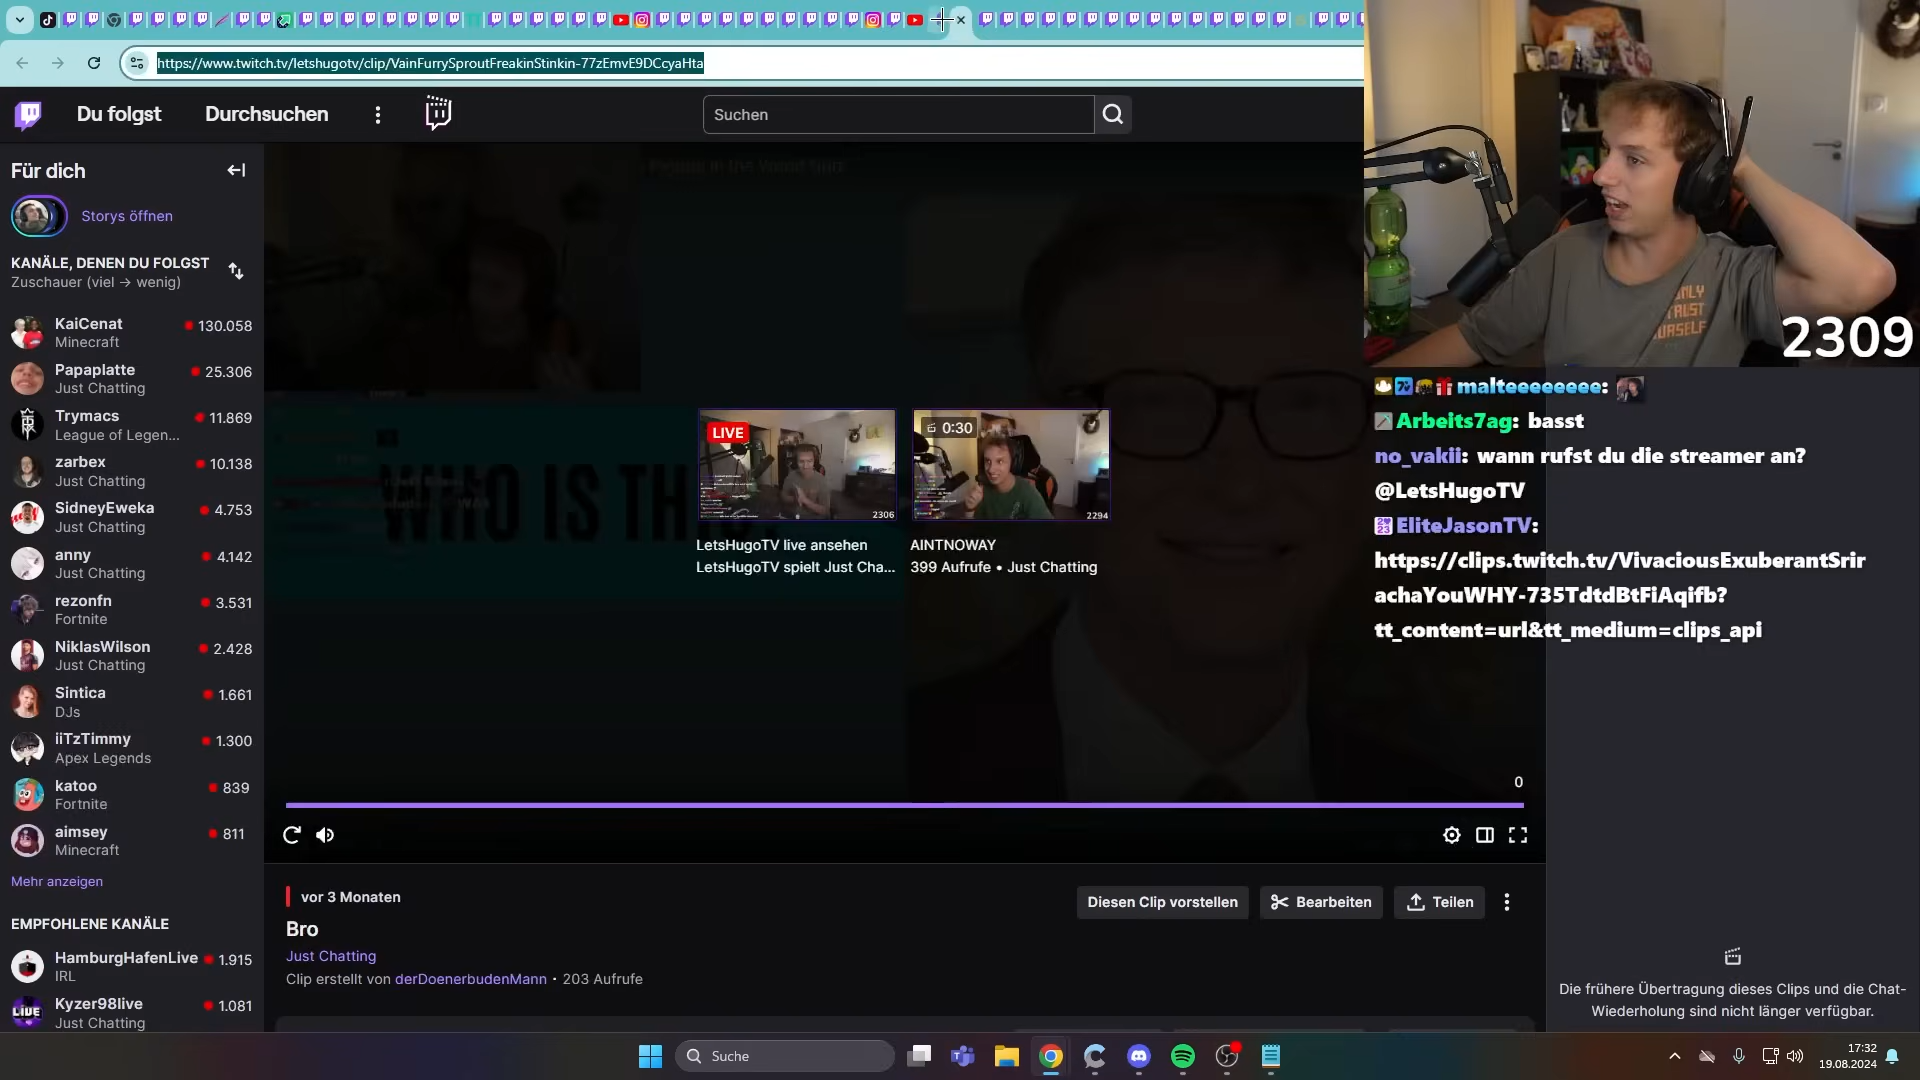 https://www.twitch.tv/letshugotv/clip/VainFurrySproutFreakinStinkin-77zEmvE9DCcyaHta
Du folgst
Durchsuchen
Suchen
Für dich
Storys öffnen
KANÄLE, DENEN DU FOLGST
Zuschauer (viel → wenig)
KaiCenat 130.058
Minecraft
Papaplatte 25.306
Just Chatting
Trymacs 11.869
League of Legen...
zarbex 10.138
Just Chatting
SidneyEweka 4.753
Just Chatting
anny 4.142
Just Chatting
rezonfn 3.531
Fortnite
NiklasWilson 2.428
Just Chatting
Sintica 1.661
DJs
iiTzTimmy 1.300
Apex Legends
katoo 839
Fortnite
aimsey 811
Minecraft
Mehr anzeigen
EMPFOHLENE KANÄLE
HamburgHafenLive 1.915
IRL
Kyzer98live 1.081
Just Chatting
WHO IS TH
LIVE
2306
LetsHugoTV live ansehen
LetsHugoTV spielt Just Cha...
0:30
2294
AINTNOWAY
399 Aufrufe • Just Chatting
0
vor 3 Monaten
Bro
Just Chatting
Clip erstellt von derDoenerbudenMann • 203 Aufrufe
Diesen Clip vorstellen
Bearbeiten
Teilen
ONLY
TRUST
YOURSELF
2309
malteeeeeeee:
Arbeits7ag: basst
no_vakii: wann rufst du die streamer an?
@LetsHugoTV
EliteJasonTV:
https://clips.twitch.tv/VivaciousExuberantSrir
achaYouWHY-735TdtdBtFiAqifb?
tt_content=url&tt_medium=clips_api
Die frühere Übertragung dieses Clips und die Chat-
Wiederholung sind nicht länger verfügbar.
Suche
17:32
19.08.2024